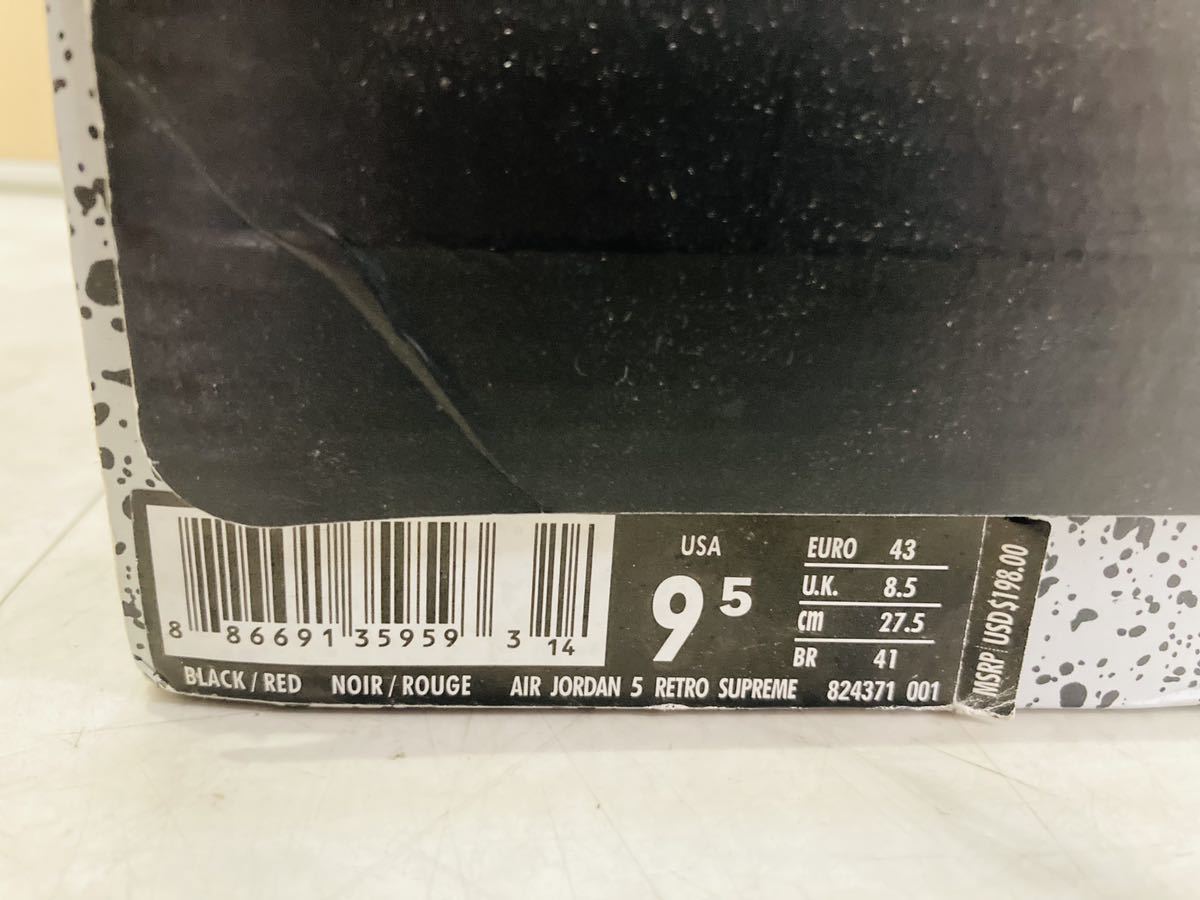 8 86691 35959 3 14
USA
9 5
EURO 43
U.K. 8.5
cm 27.5
BR 41
MSRP USD$198.00
BLACK / RED NOIR / ROUGE AIR JORDAN 5 RETRO SUPREME 824371 001